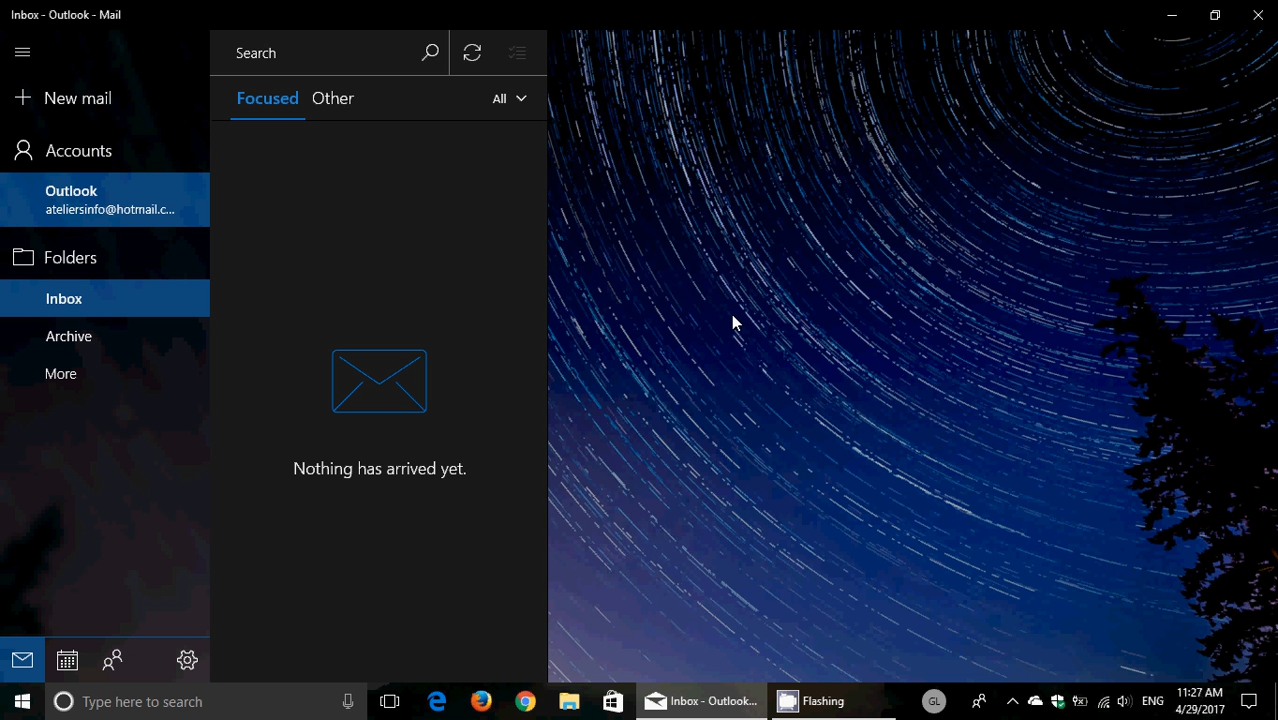 Inbox - Outlook - Mail
Search
New mail
Focused Other All
Accounts
Outlook
ateliersinfo@hotmail.c...
Folders
Inbox
Archive
More
Nothing has arrived yet.
Type here to search
Inbox - Outlook...
Flashing
GL
ENG
11:27 AM
4/29/2017